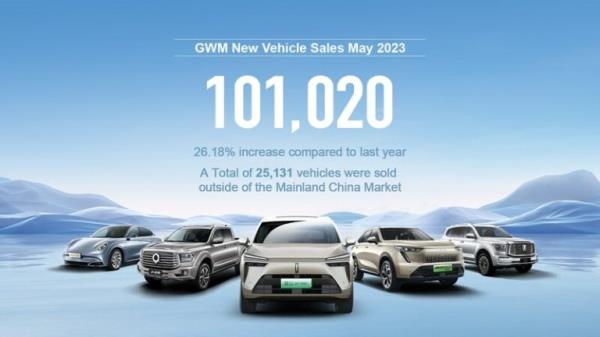 GWM New Vehicle Sales May 2023
101,020
26.18% increase compared to last year
A Total of 25,131 vehicles were sold
outside of the Mainland China Market